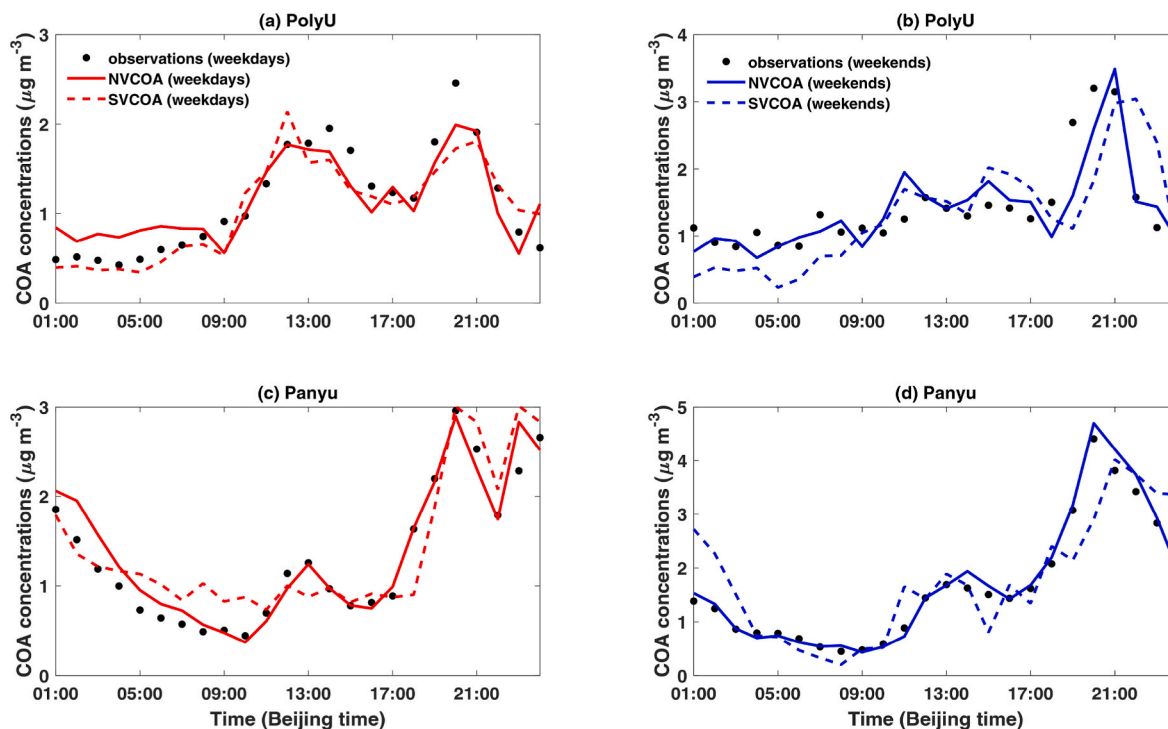 (a) PolyU
COA concentrations (μg m⁻³)
3
2
1
0
observations (weekdays)
NVCOA (weekdays)
SVCOA (weekdays)
01:00 05:00 09:00 13:00 17:00 21:00
(b) PolyU
COA concentrations (μg m⁻³)
4
3
2
1
0
observations (weekends)
NVCOA (weekends)
SVCOA (weekends)
01:00 05:00 09:00 13:00 17:00 21:00
(c) Panyu
COA concentrations (μg m⁻³)
3
2
1
0
01:00 05:00 09:00 13:00 17:00 21:00
Time (Beijing time)
(d) Panyu
COA concentrations (μg m⁻³)
5
4
3
2
1
0
01:00 05:00 09:00 13:00 17:00 21:00
Time (Beijing time)